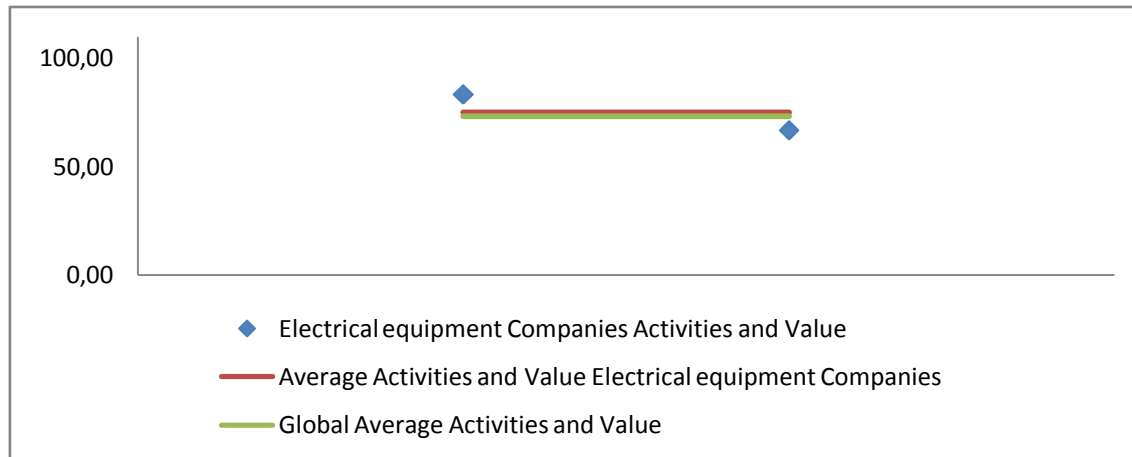 100,00
50,00
0,00
Electrical equipment Companies Activities and Value
Average Activities and Value Electrical equipment Companies
Global Average Activities and Value